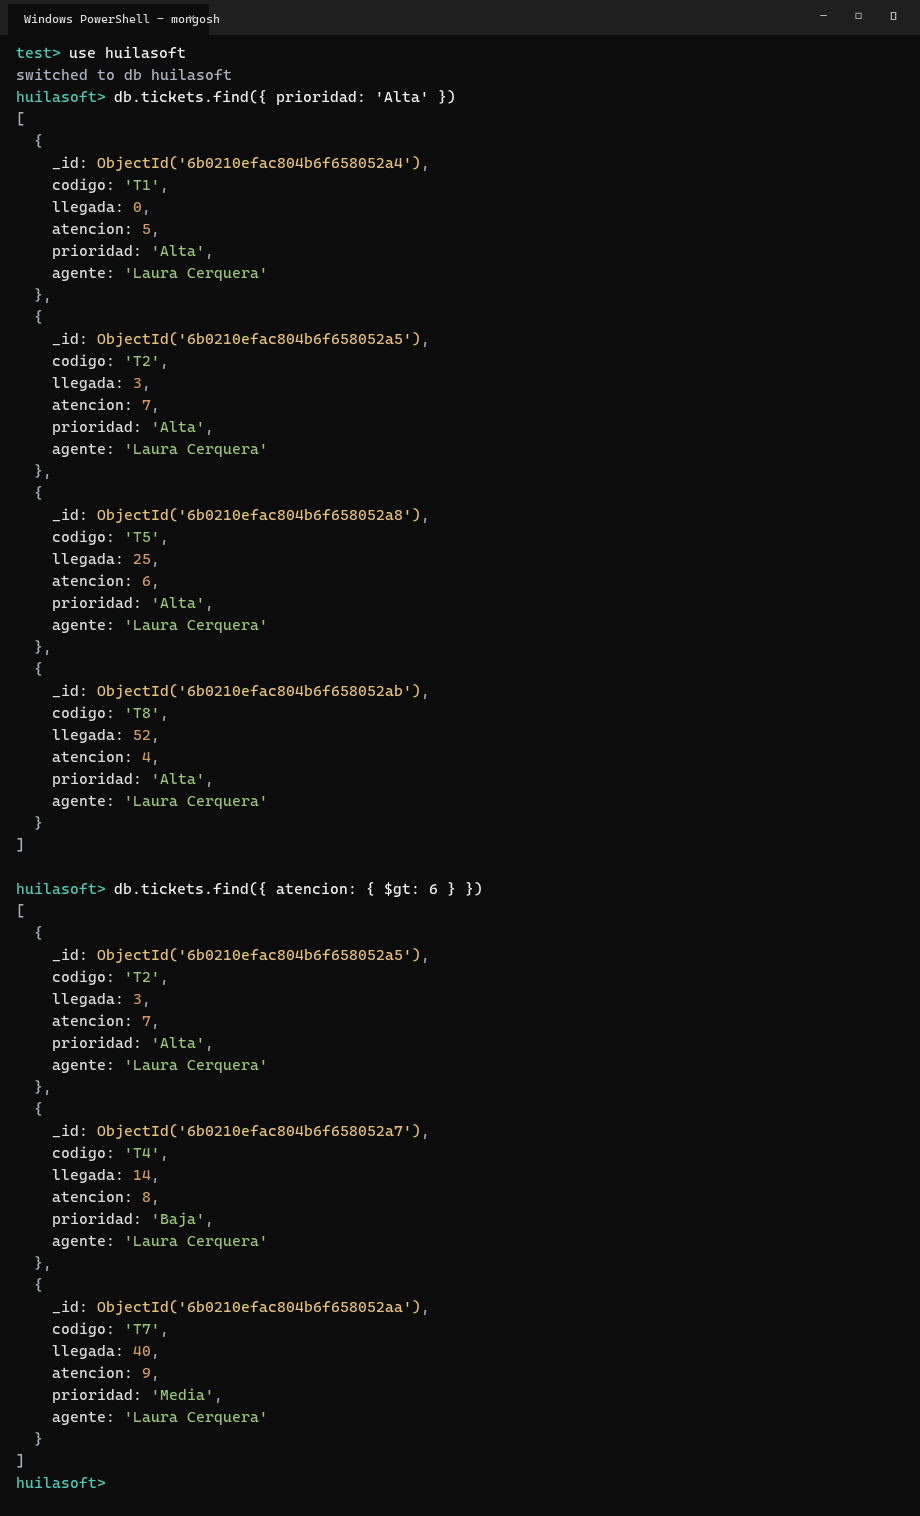 Windows PowerShell — mongosh
test> use huilasoft
switched to db huilasoft
huilasoft> db.tickets.find({ prioridad: 'Alta' })
[
  {
    _id: ObjectId('6b0210efac804b6f658052a4'),
    codigo: 'T1',
    llegada: 0,
    atencion: 5,
    prioridad: 'Alta',
    agente: 'Laura Cerquera'
  },
  {
    _id: ObjectId('6b0210efac804b6f658052a5'),
    codigo: 'T2',
    llegada: 3,
    atencion: 7,
    prioridad: 'Alta',
    agente: 'Laura Cerquera'
  },
  {
    _id: ObjectId('6b0210efac804b6f658052a8'),
    codigo: 'T5',
    llegada: 25,
    atencion: 6,
    prioridad: 'Alta',
    agente: 'Laura Cerquera'
  },
  {
    _id: ObjectId('6b0210efac804b6f658052ab'),
    codigo: 'T8',
    llegada: 52,
    atencion: 4,
    prioridad: 'Alta',
    agente: 'Laura Cerquera'
  }
]
huilasoft> db.tickets.find({ atencion: { $gt: 6 } })
[
  {
    _id: ObjectId('6b0210efac804b6f658052a5'),
    codigo: 'T2',
    llegada: 3,
    atencion: 7,
    prioridad: 'Alta',
    agente: 'Laura Cerquera'
  },
  {
    _id: ObjectId('6b0210efac804b6f658052a7'),
    codigo: 'T4',
    llegada: 14,
    atencion: 8,
    prioridad: 'Baja',
    agente: 'Laura Cerquera'
  },
  {
    _id: ObjectId('6b0210efac804b6f658052aa'),
    codigo: 'T7',
    llegada: 40,
    atencion: 9,
    prioridad: 'Media',
    agente: 'Laura Cerquera'
  }
]
huilasoft>